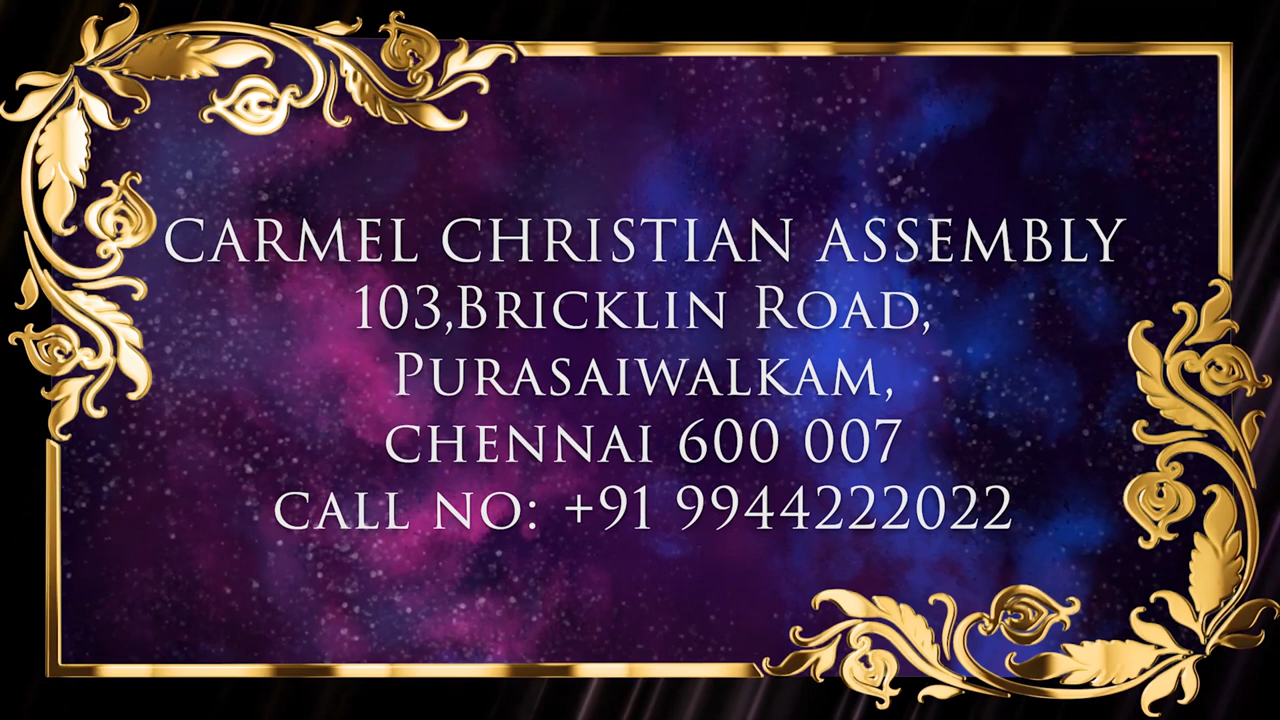 CARMEL CHRISTIAN ASSEMBLY
103,BRICKLIN ROAD,
PURASAIWALKAM,
CHENNAI 600 007
CALL NO: +91 9944222022